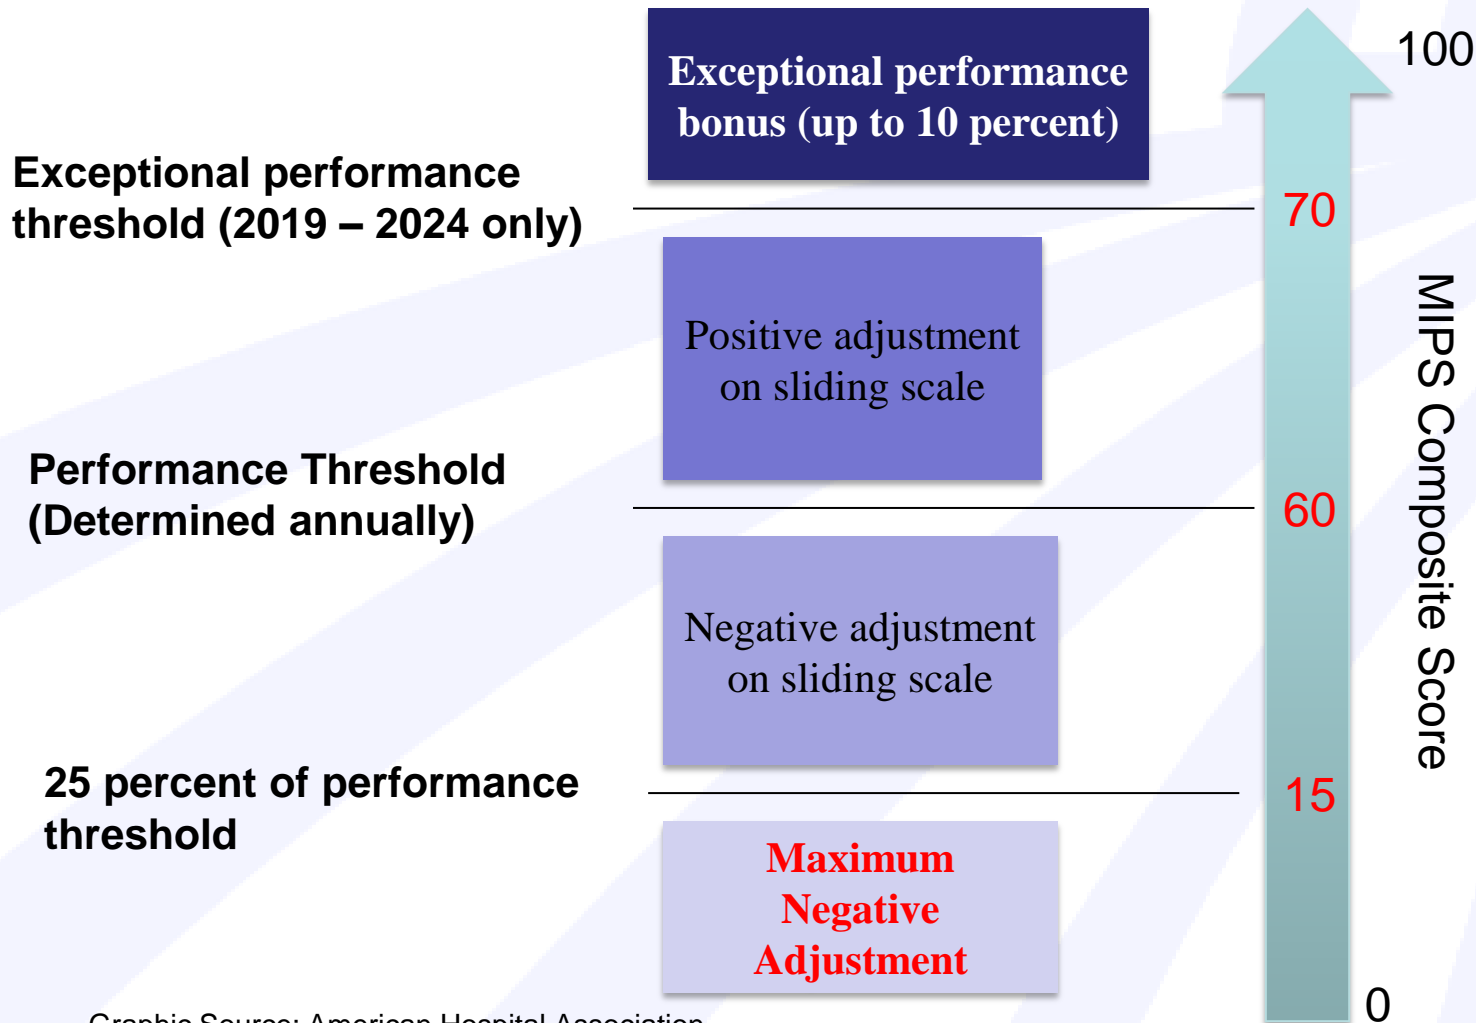 Exceptional performance
bonus (up to 10 percent)
100
Exceptional performance
threshold (2019 – 2024 only)
70
Positive adjustment
on sliding scale
MIPS Composite Score
Performance Threshold
(Determined annually)
60
Negative adjustment
on sliding scale
25 percent of performance
threshold
15
Maximum
Negative
Adjustment
0
Graphic Source: American Hospital Association